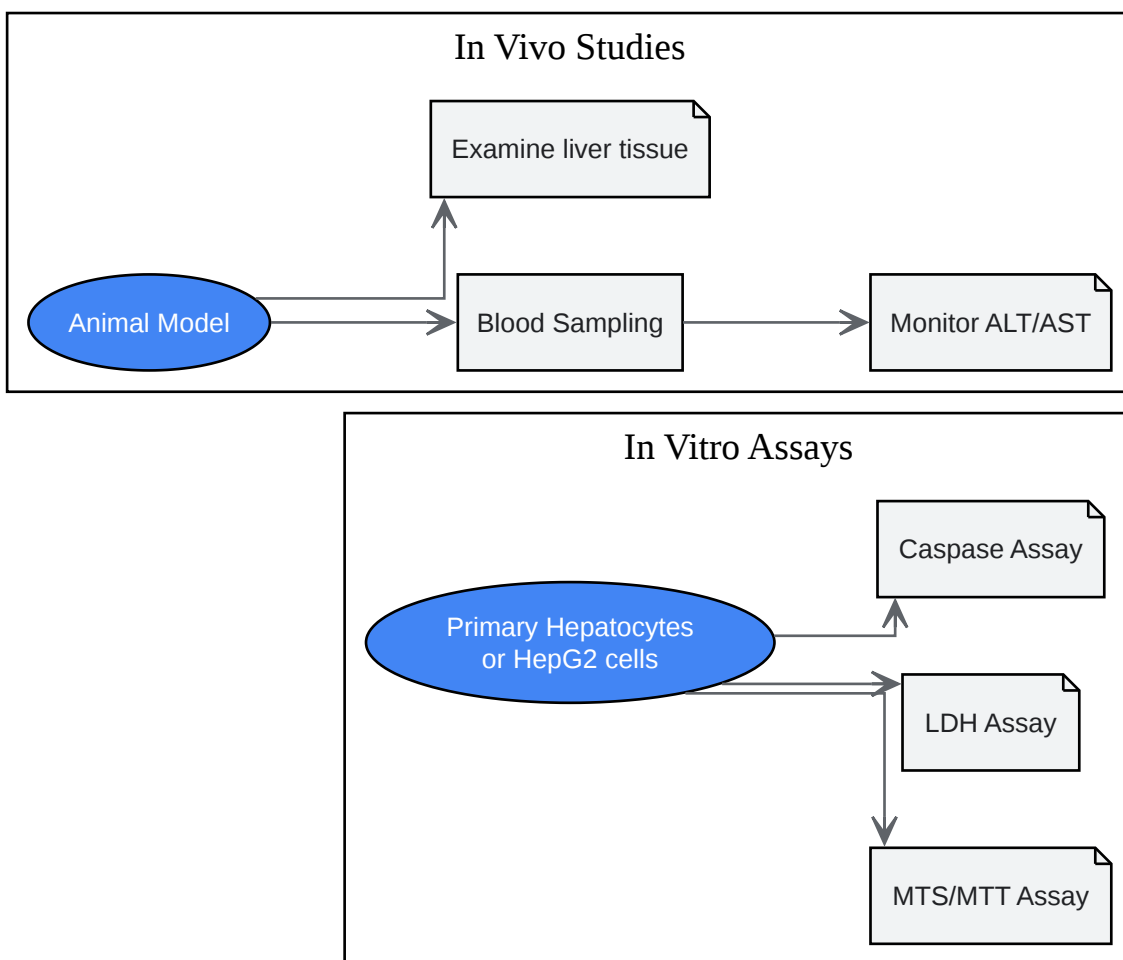 In Vivo Studies
Examine liver tissue
Animal Model
Blood Sampling
Monitor ALT/AST
In Vitro Assays
Caspase Assay
Primary Hepatocytes
or HepG2 cells
LDH Assay
MTS/MTT Assay